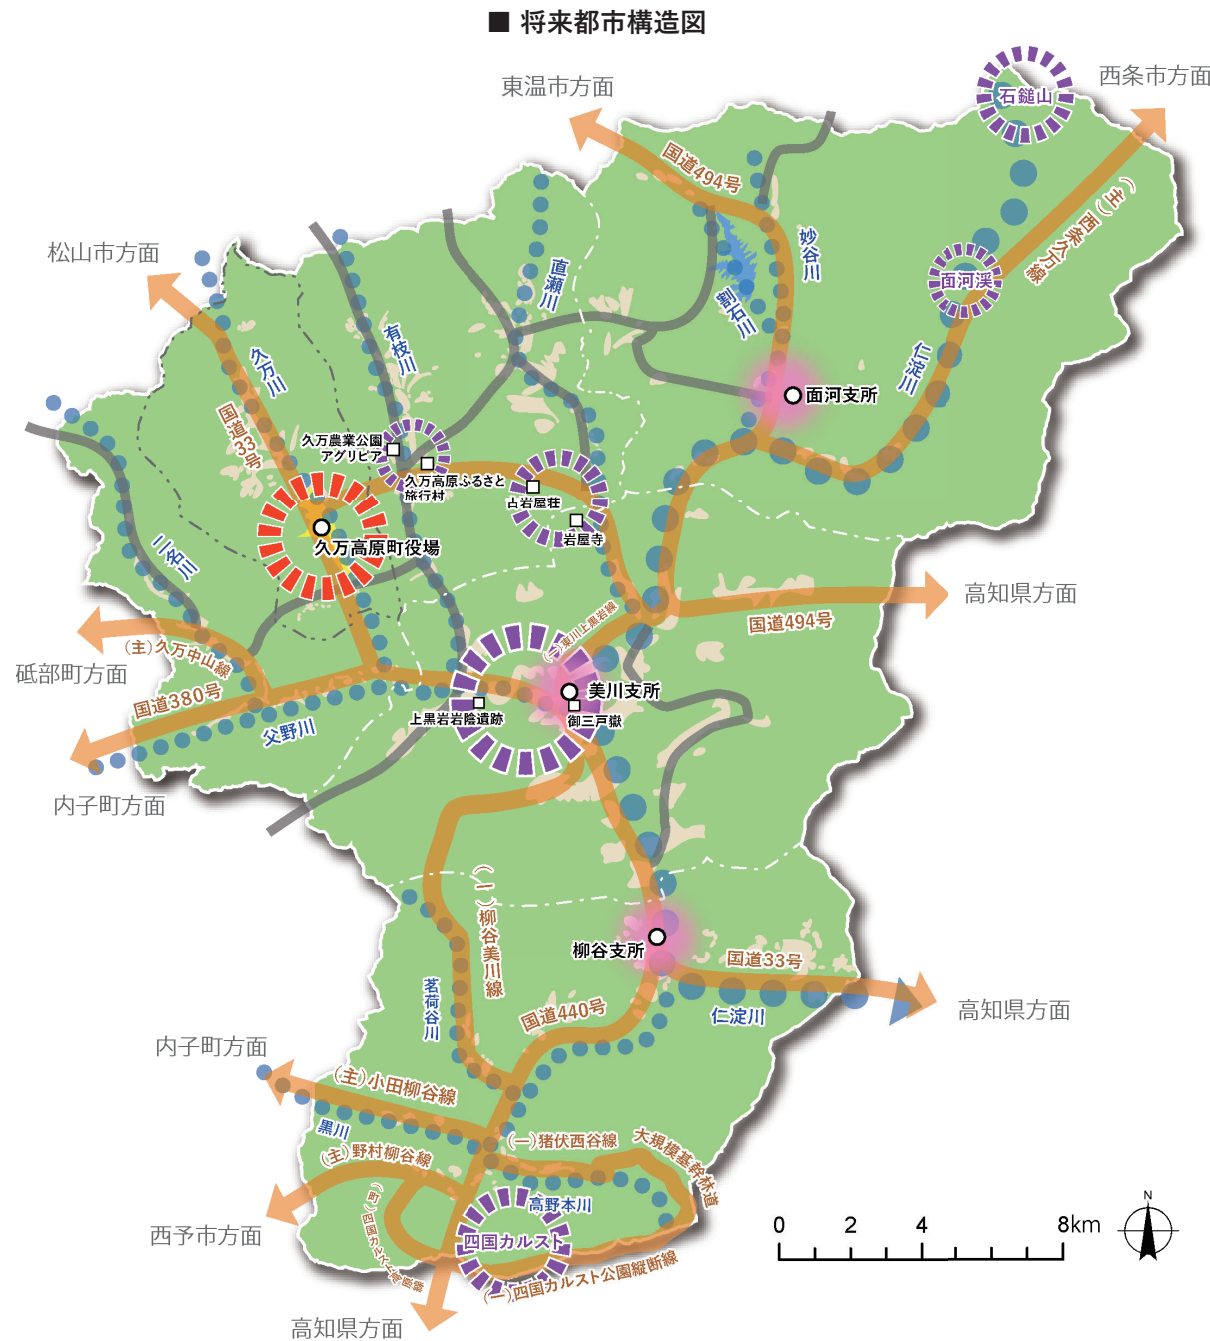 ■ 将来都市構造図
東温市方面
西条市方面
石鎚山
国道494号
(主)西条久万線
妙谷川
松山市方面
直瀬川
面河渓
割石川
有枝川
久万川
仁淀川
国道33号
面河支所
久万農業公園
アグリピア
久万高原ふるさと
旅行村
古岩屋荘
岩屋寺
久万高原町役場
二名川
高知県方面
国道494号
(一)東川上黒岩線
(主)久万中山線
砥部町方面
国道380号
美川支所
上黒岩岩陰遺跡
御三戸嶽
父野川
内子町方面
(一)柳谷美川線
柳谷支所
国道33号
茗荷谷川
国道440号
仁淀川
高知県方面
内子町方面
(主)小田柳谷線
黒川
(一)猪伏西谷線
大規模基幹林道
(主)野村柳谷線
(町)四国カルスト高原線
高野本川
西予市方面
四国カルスト
(一)四国カルスト公園縦断線
高知県方面
0 2 4 8km
N